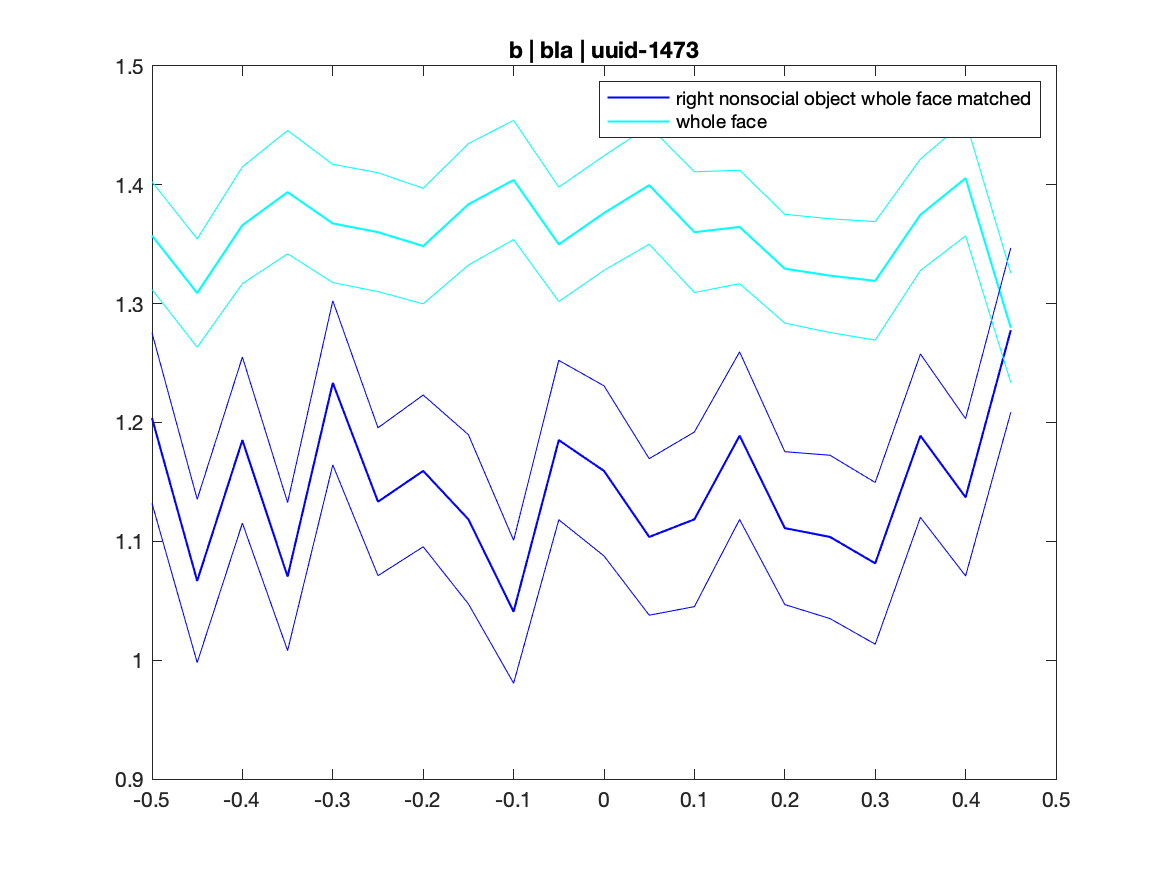 b | bla | uuid-1473
right nonsocial object whole face matched
whole face
1.5
1.4
1.3
1.2
1.1
1
0.9
-0.5 -0.4 -0.3 -0.2 -0.1 0 0.1 0.2 0.3 0.4 0.5